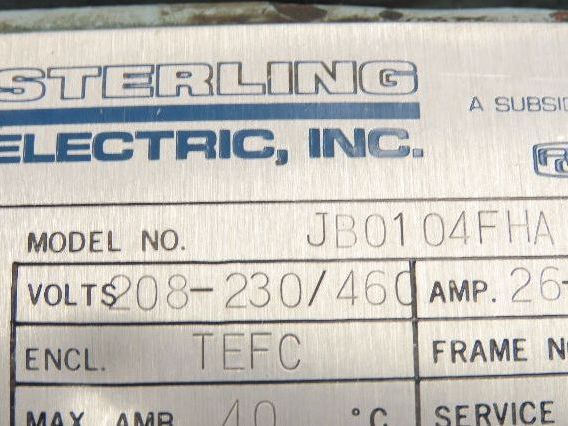 STERLING
ELECTRIC, INC.
A SUBSID
MODEL NO. JB0104FHA
VOLTS 208-230/460 AMP. 26-
ENCL. TEFC FRAME NO
MAX AMB 40 °C SERVICE